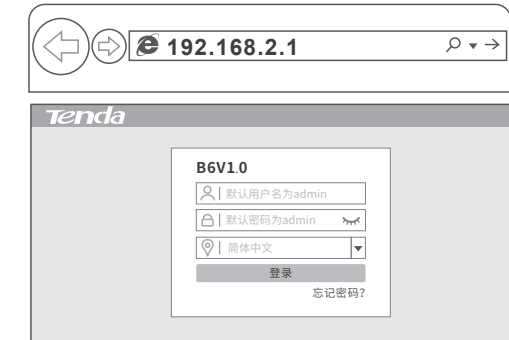 192.168.2.1
Tenda
B6V1.0
默认用户名为admin
默认密码为admin
简体中文
登录
忘记密码?